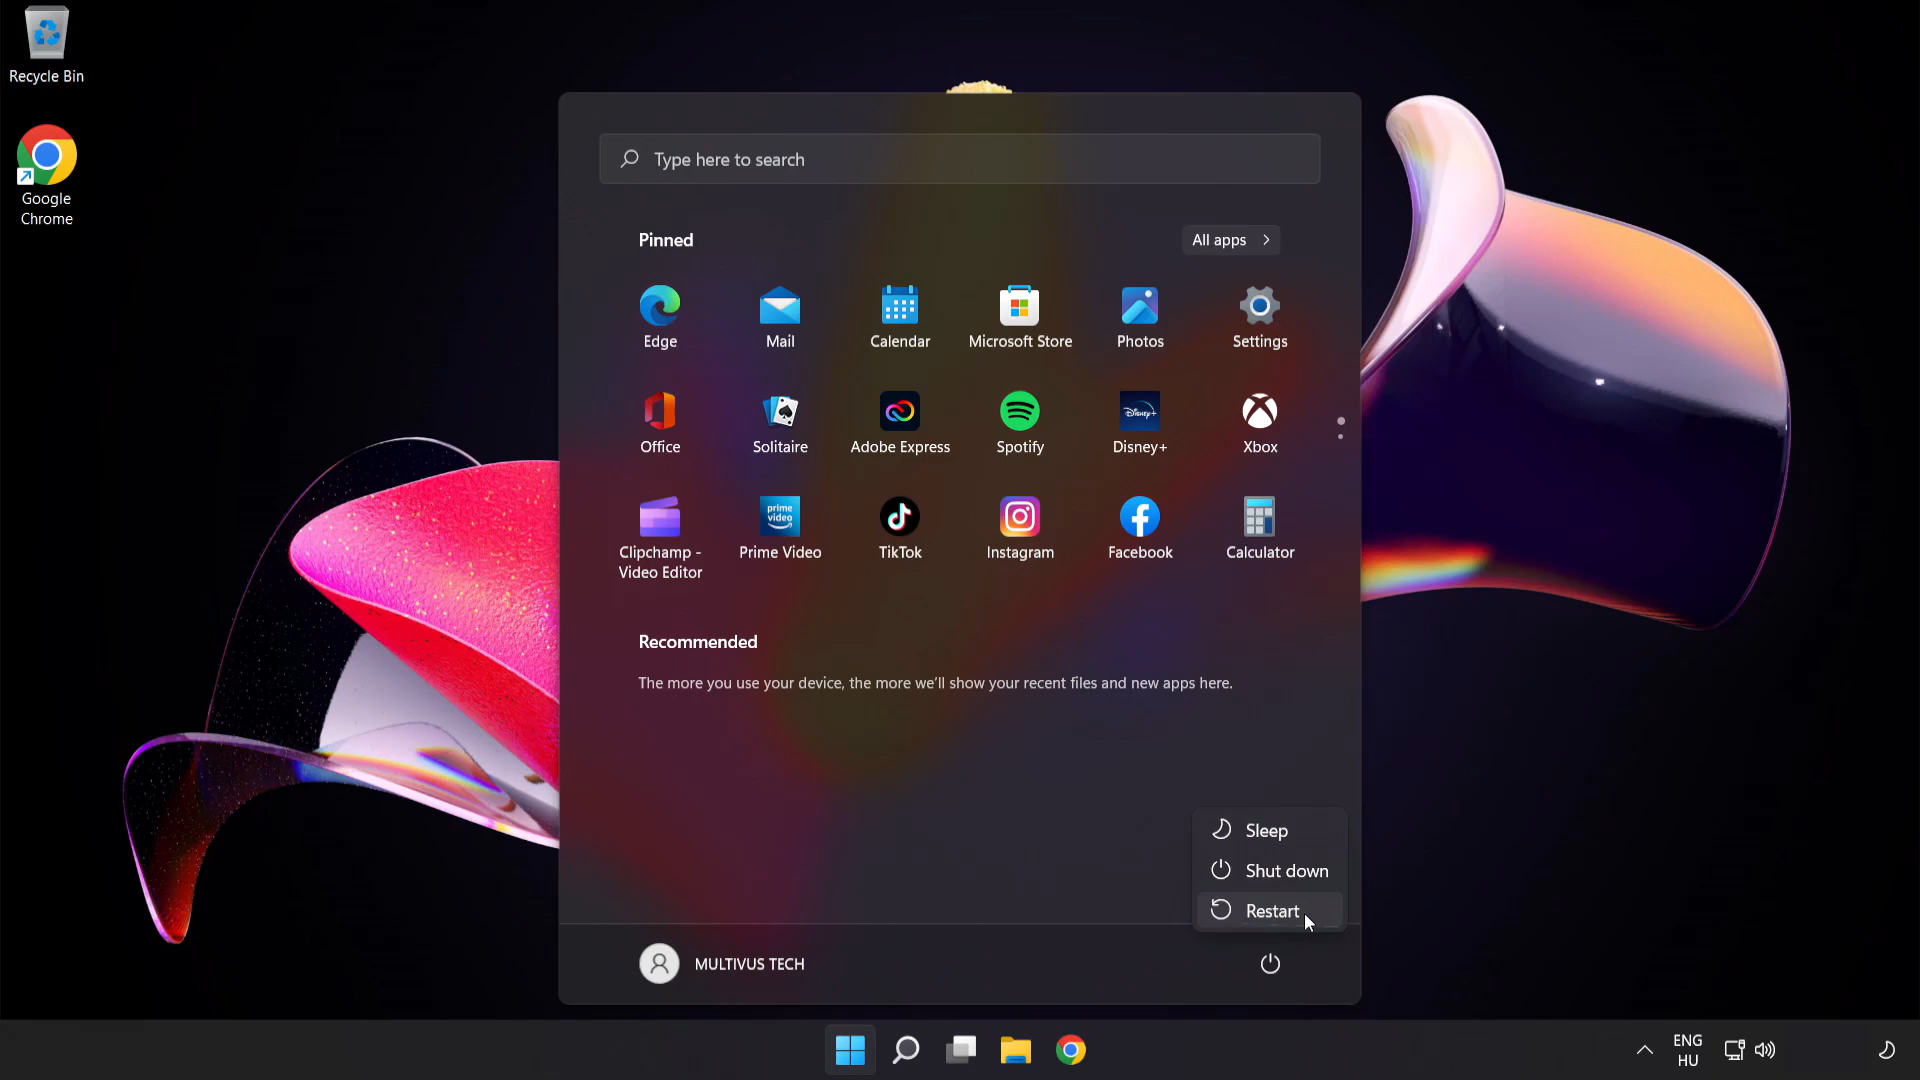 Recycle Bin
Google
Chrome
Type here to search
Pinned
All apps
Edge
Mail
Calendar
Microsoft Store
Photos
Settings
Office
Solitaire
Adobe Express
Spotify
Disney+
Disney+
Xbox
prime
video
Clipchamp -
Video Editor
Prime Video
TikTok
Instagram
Facebook
Calculator
Recommended
The more you use your device, the more we'll show your recent files and new apps here.
Sleep
Shut down
Restart
MULTIVUS TECH
ENG
HU